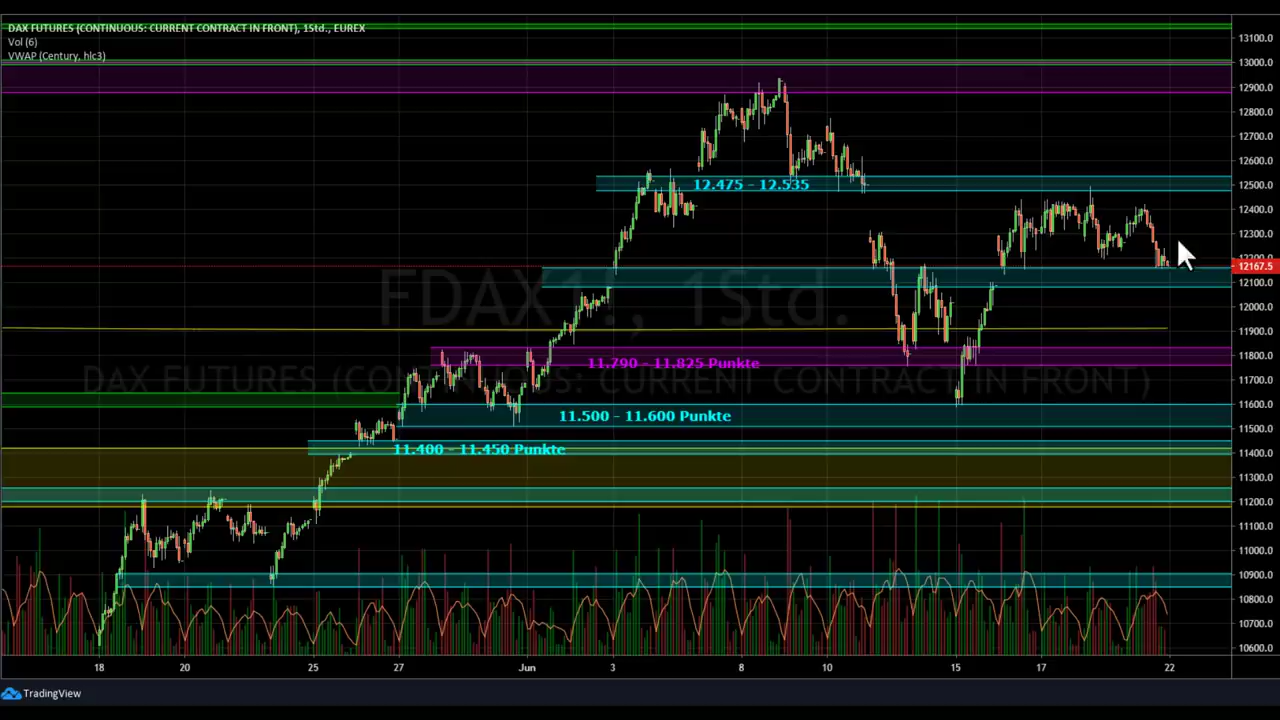 DAX FUTURES (CONTINUOUS: CURRENT CONTRACT IN FRONT), 1Std., EUREX
Vol (6)
VWAP (Century, hlc3)
13100.0
13000.0
12900.0
12800.0
12700.0
12600.0
12.475 - 12.535
12500.0
12400.0
12300.0
12200.0
12167.5
12100.0
FDAX1!, 1Std.
12000.0
11900.0
11800.0
11.790 - 11.825 Punkte
DAX FUTURES (CONTINUOUS: CURRENT CONTRACT IN FRONT)
11700.0
11600.0
11.500 - 11.600 Punkte
11500.0
11.400 - 11.450 Punkte
11400.0
11300.0
11200.0
11100.0
11000.0
10900.0
10800.0
10700.0
10600.0
18 20 25 27 Jun 3 8 10 15 17 22
TradingView